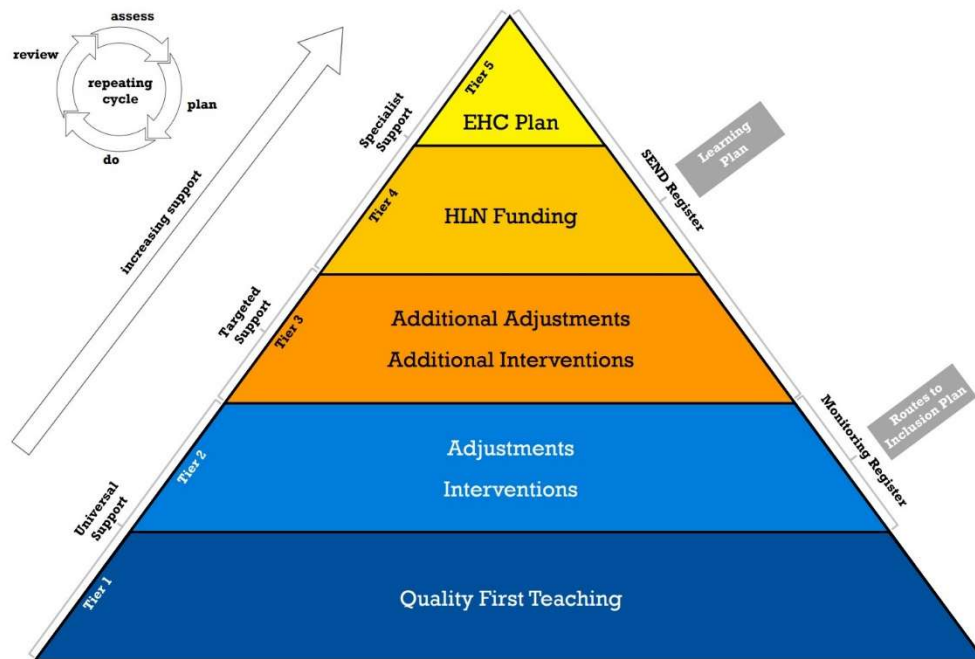 assess
review
repeating
cycle
plan
do
increasing support
Specialist
Support
Targeted
Support
Universal
Support
Tier 5
EHC Plan
Tier 4
HLN Funding
Tier 3
Additional Adjustments
Additional Interventions
Tier 2
Adjustments
Interventions
Tier 1
Quality First Teaching
SEND Register
Learning
Plan
Monitoring Register
Routes to
Inclusion Plan